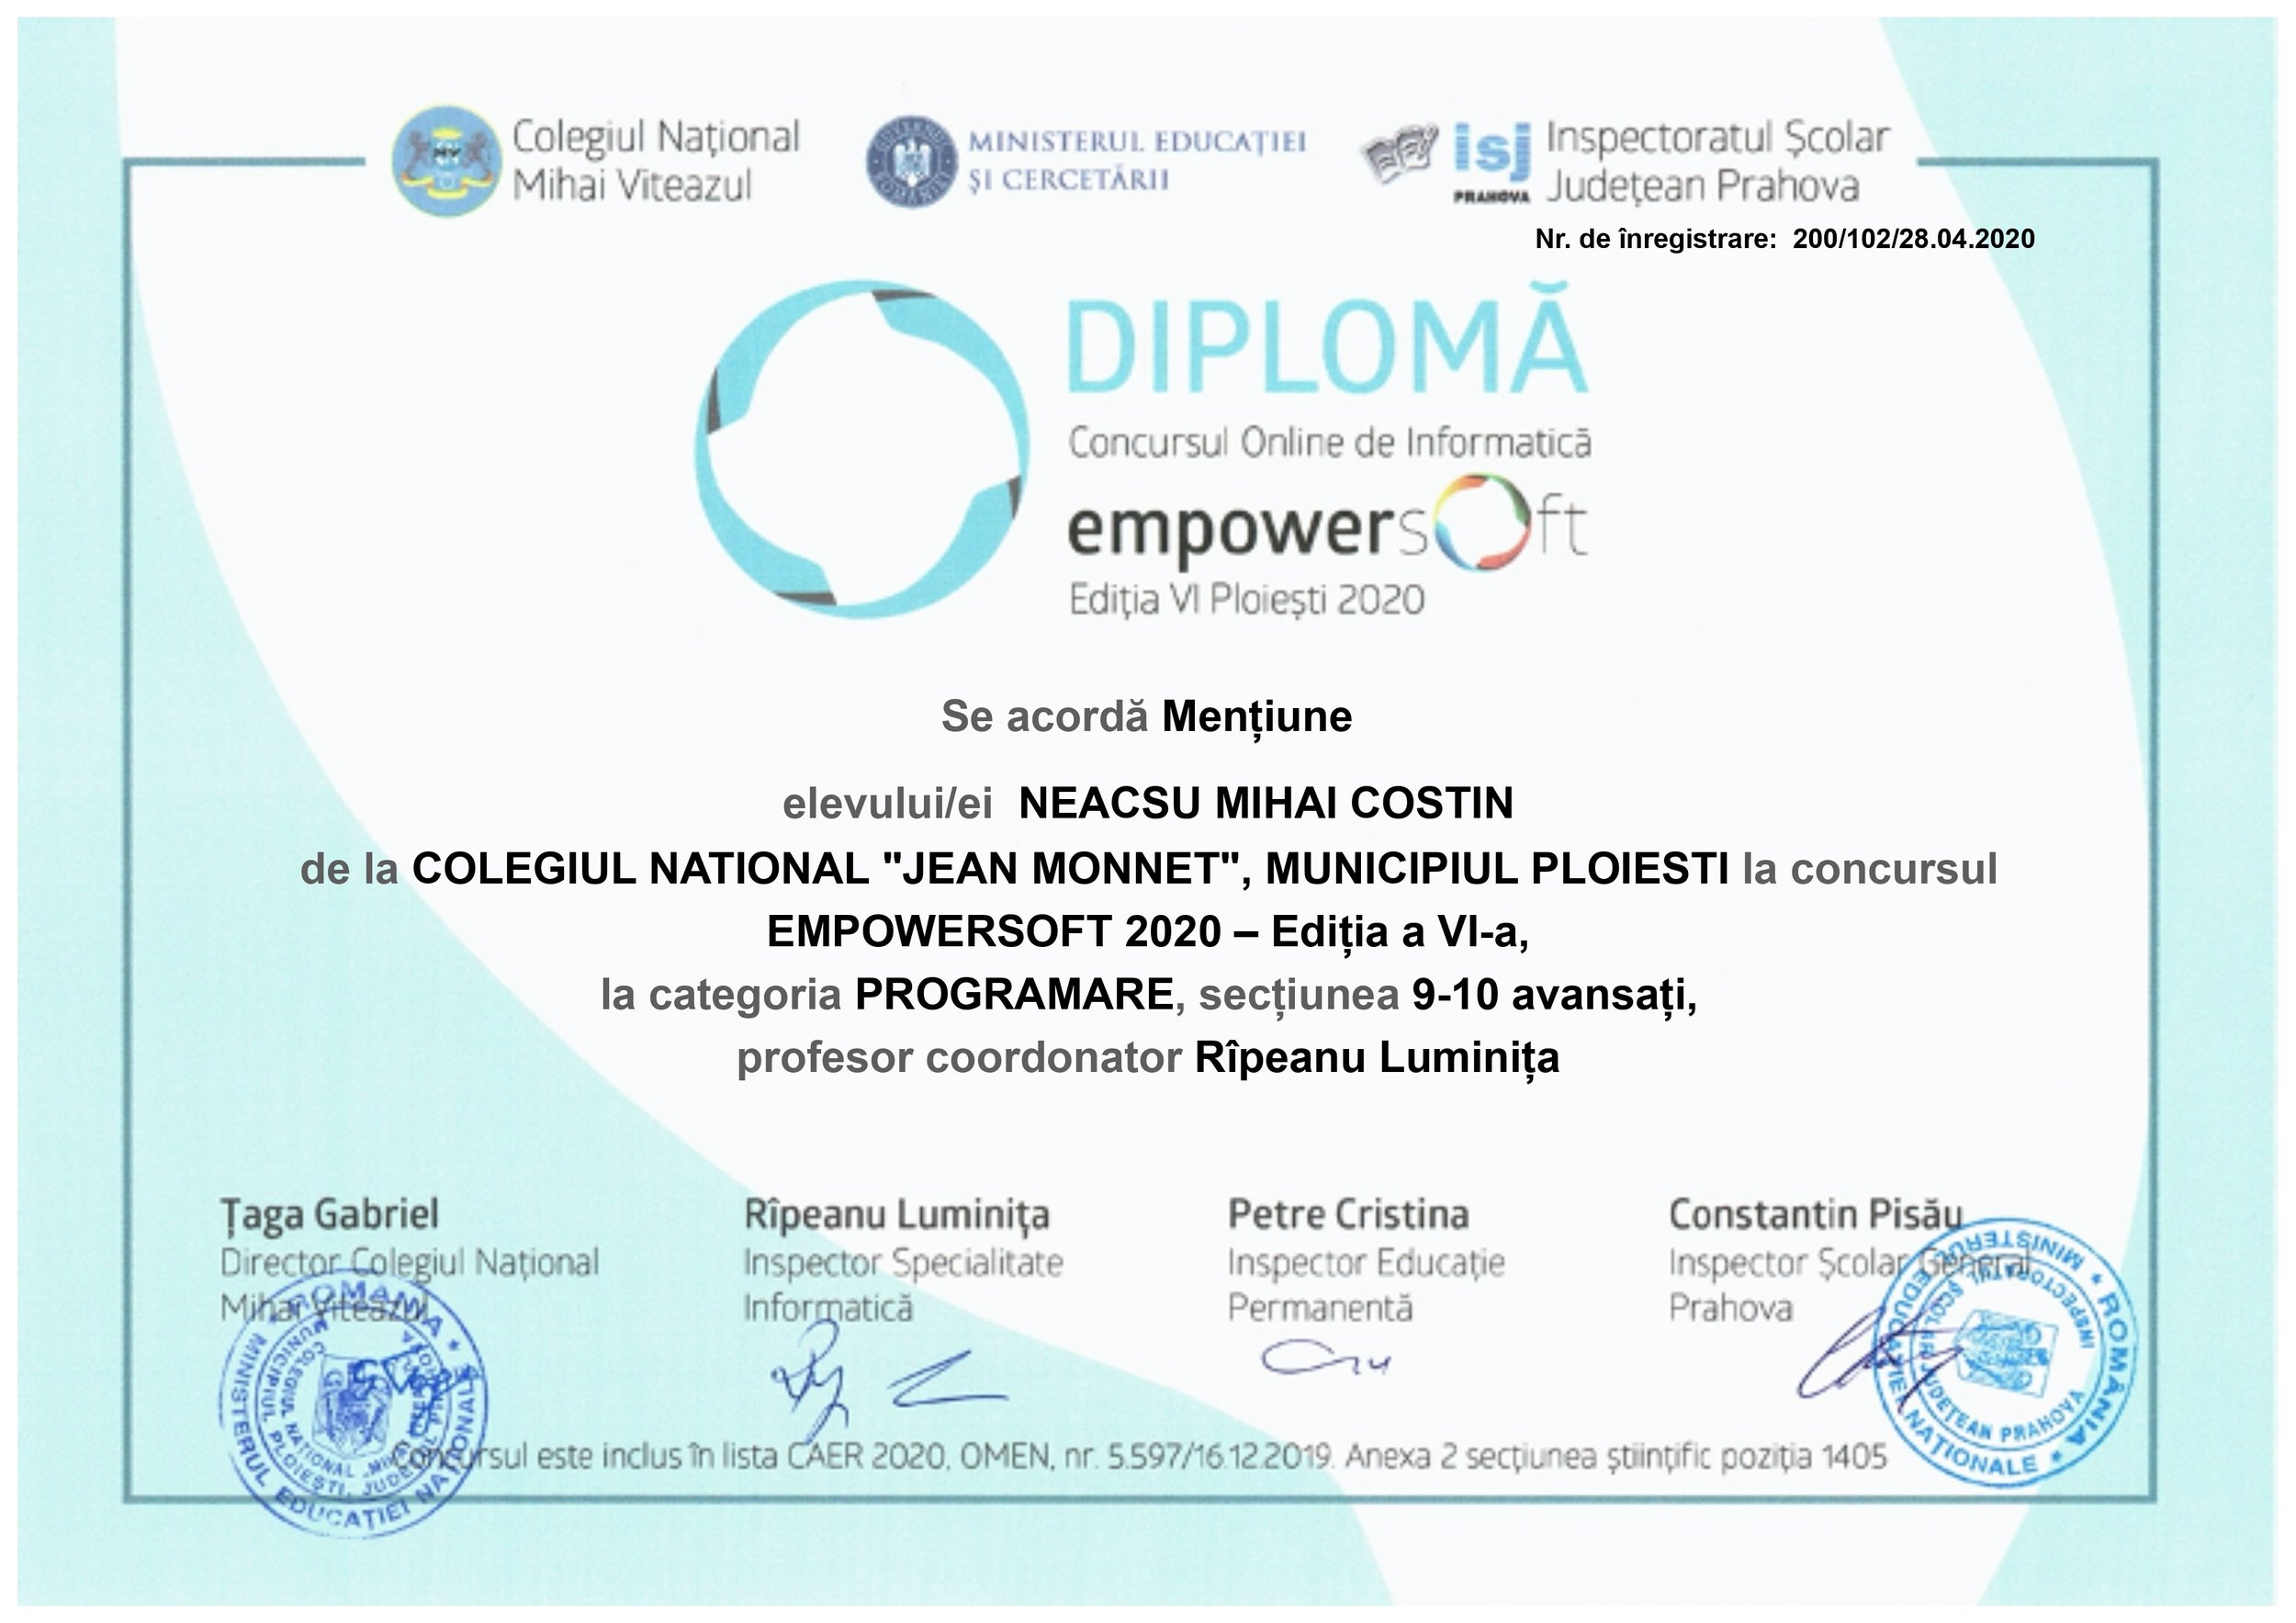 Colegiul Național
Mihai Viteazul
MINISTERUL EDUCAȚIEI
ȘI CERCETĂRII
isj
PRAHOVA
Inspectoratul Școlar
Județean Prahova
Nr. de înregistrare: 200/102/28.04.2020
DIPLOMĂ
Concursul Online de Informatică
empowersoft
Ediția VI Ploiești 2020
Se acordă Mențiune
elevului/ei NEACSU MIHAI COSTIN
de la COLEGIUL NATIONAL "JEAN MONNET", MUNICIPIUL PLOIESTI la concursul
EMPOWERSOFT 2020 – Ediția a VI-a,
la categoria PROGRAMARE, secțiunea 9-10 avansați,
profesor coordonator Rîpeanu Luminița
Țaga Gabriel
Director Colegiul Național
Mihai Viteazul
Rîpeanu Luminița
Inspector Specialitate
Informatică
Petre Cristina
Inspector Educație
Permanentă
Constantin Pisău
Inspector Școlar General
Prahova
ROMANIA * MINISTERUL EDUCAȚIEI NAȚIONALE *
COLEGIUL NAȚIONAL
MUNICIPIUL PLOIEȘTI, JUDEȚ
ROMÂNIA * MINISTERUL EDUCAȚIEI NAȚIONALE *
INSPECTORATUL ȘCOLAR JUDEȚEAN PRAHOVA
Concursul este inclus în lista CAER 2020, OMEN, nr. 5.597/16.12.2019. Anexa 2 secțiunea științific poziția 1405